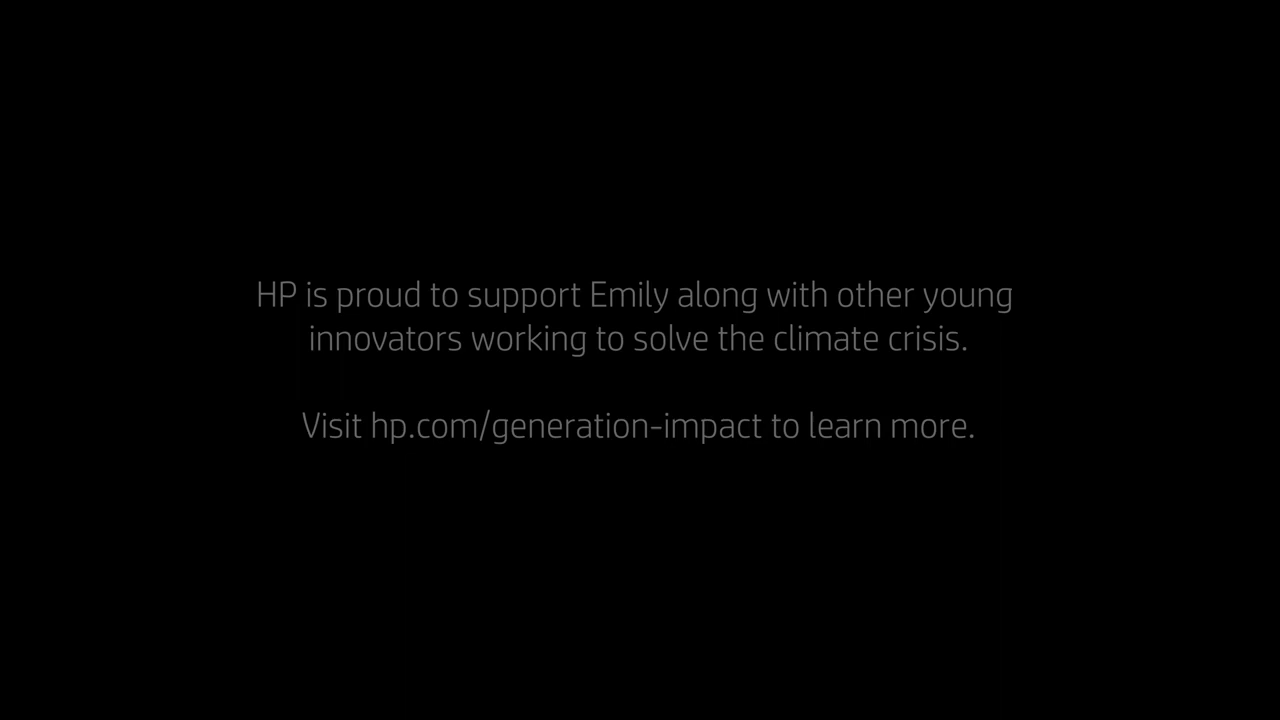 HP is proud to support Emily along with other young
innovators working to solve the climate crisis.
Visit hp.com/generation-impact to learn more.